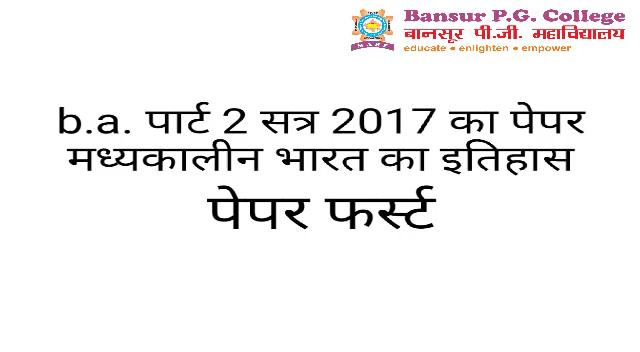 Bansur P.G. College
बानसूर पी.जी. महाविद्यालय
educate • enlighten • empower
b.a. पार्ट 2 सत्र 2017 का पेपर
मध्यकालीन भारत का इतिहास
पेपर फर्स्ट